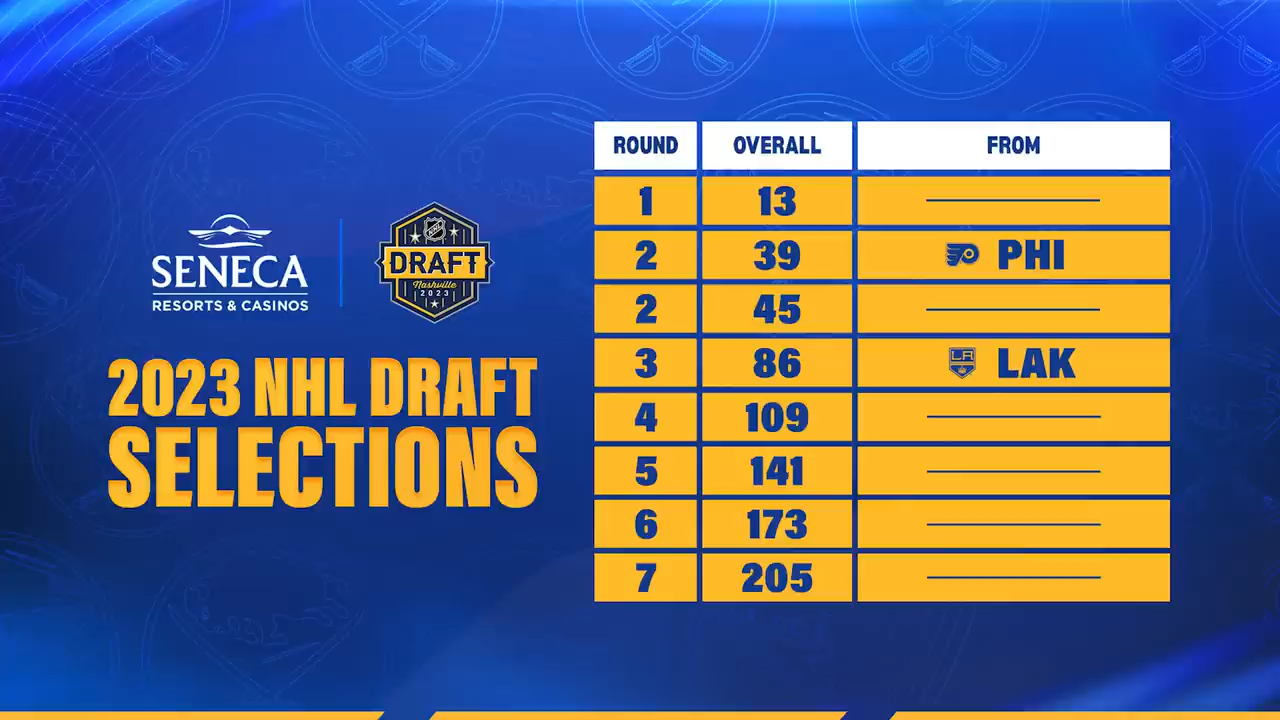 SENECA
RESORTS & CASINOS
NHL
DRAFT
Nashville
2023
2023 NHL DRAFT
SELECTIONS
ROUND OVERALL FROM
1 13
2 39 PHI
2 45
3 86 LA LAK
4 109
5 141
6 173
7 205